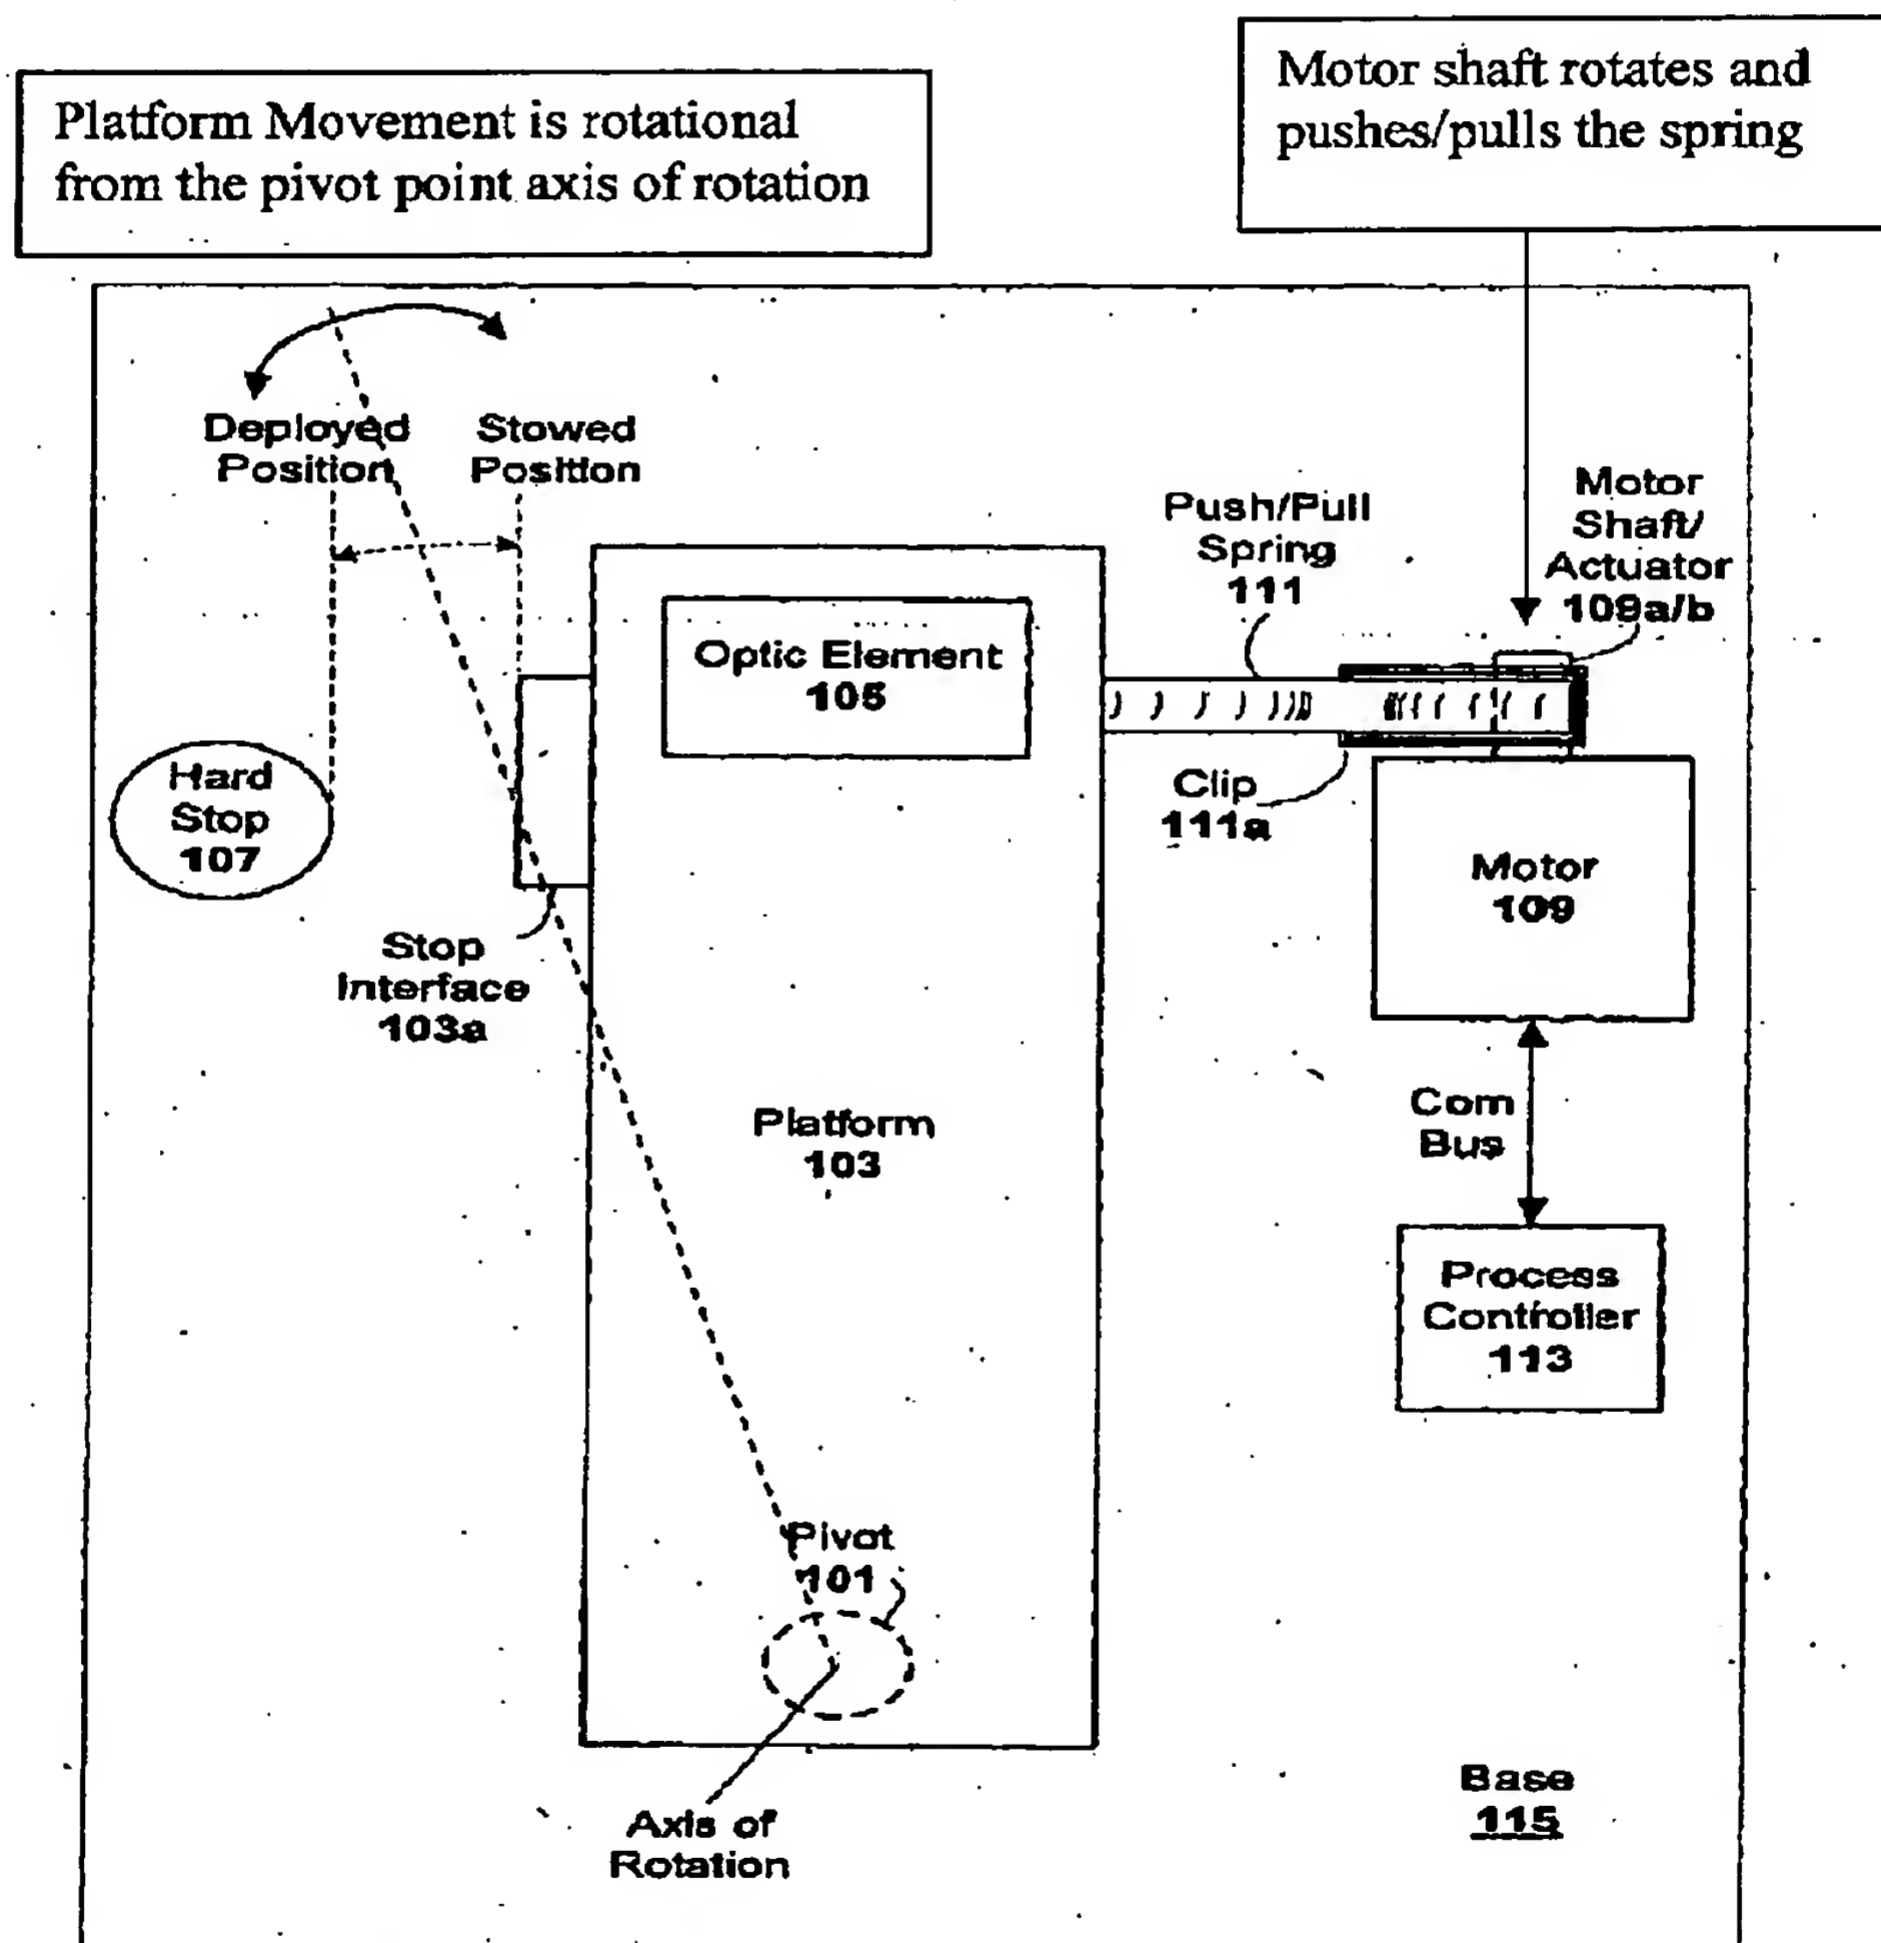 Platform Movement is rotational
from the pivot point axis of rotation
Motor shaft rotates and
pushes/pulls the spring
Deployed
Position
Stowed
Position
Push/Pull
Spring
111
Motor
Shaft/
Actuator
109a/b
Optic Element
105
Hard
Stop
107
Clip
111a
Motor
109
Stop
Interface
103a
Com
Bus
Platform
103
Process
Controller
113
Pivot
101
Axis of
Rotation
Base
115